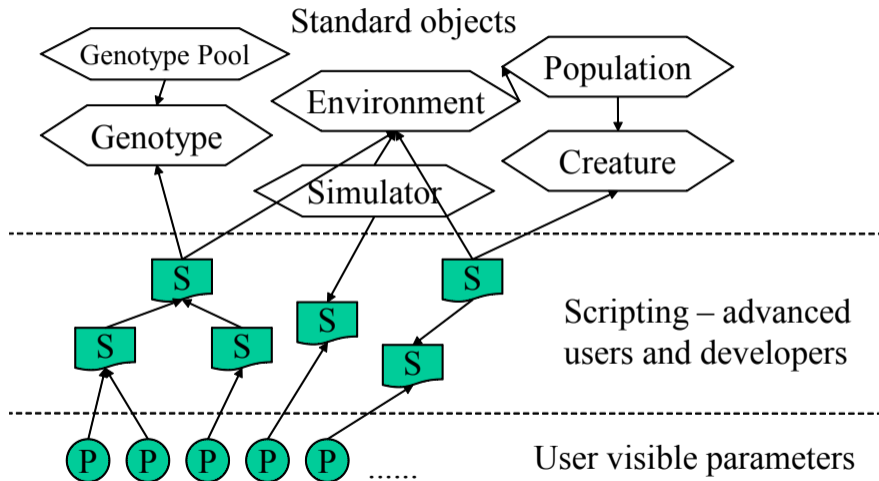 Standard objects
Genotype Pool
Population
Environment
Genotype
Creature
Simulator
S
S
S
S
S
S
Scripting – advanced
users and developers
P
P
P
P
P
......
User visible parameters